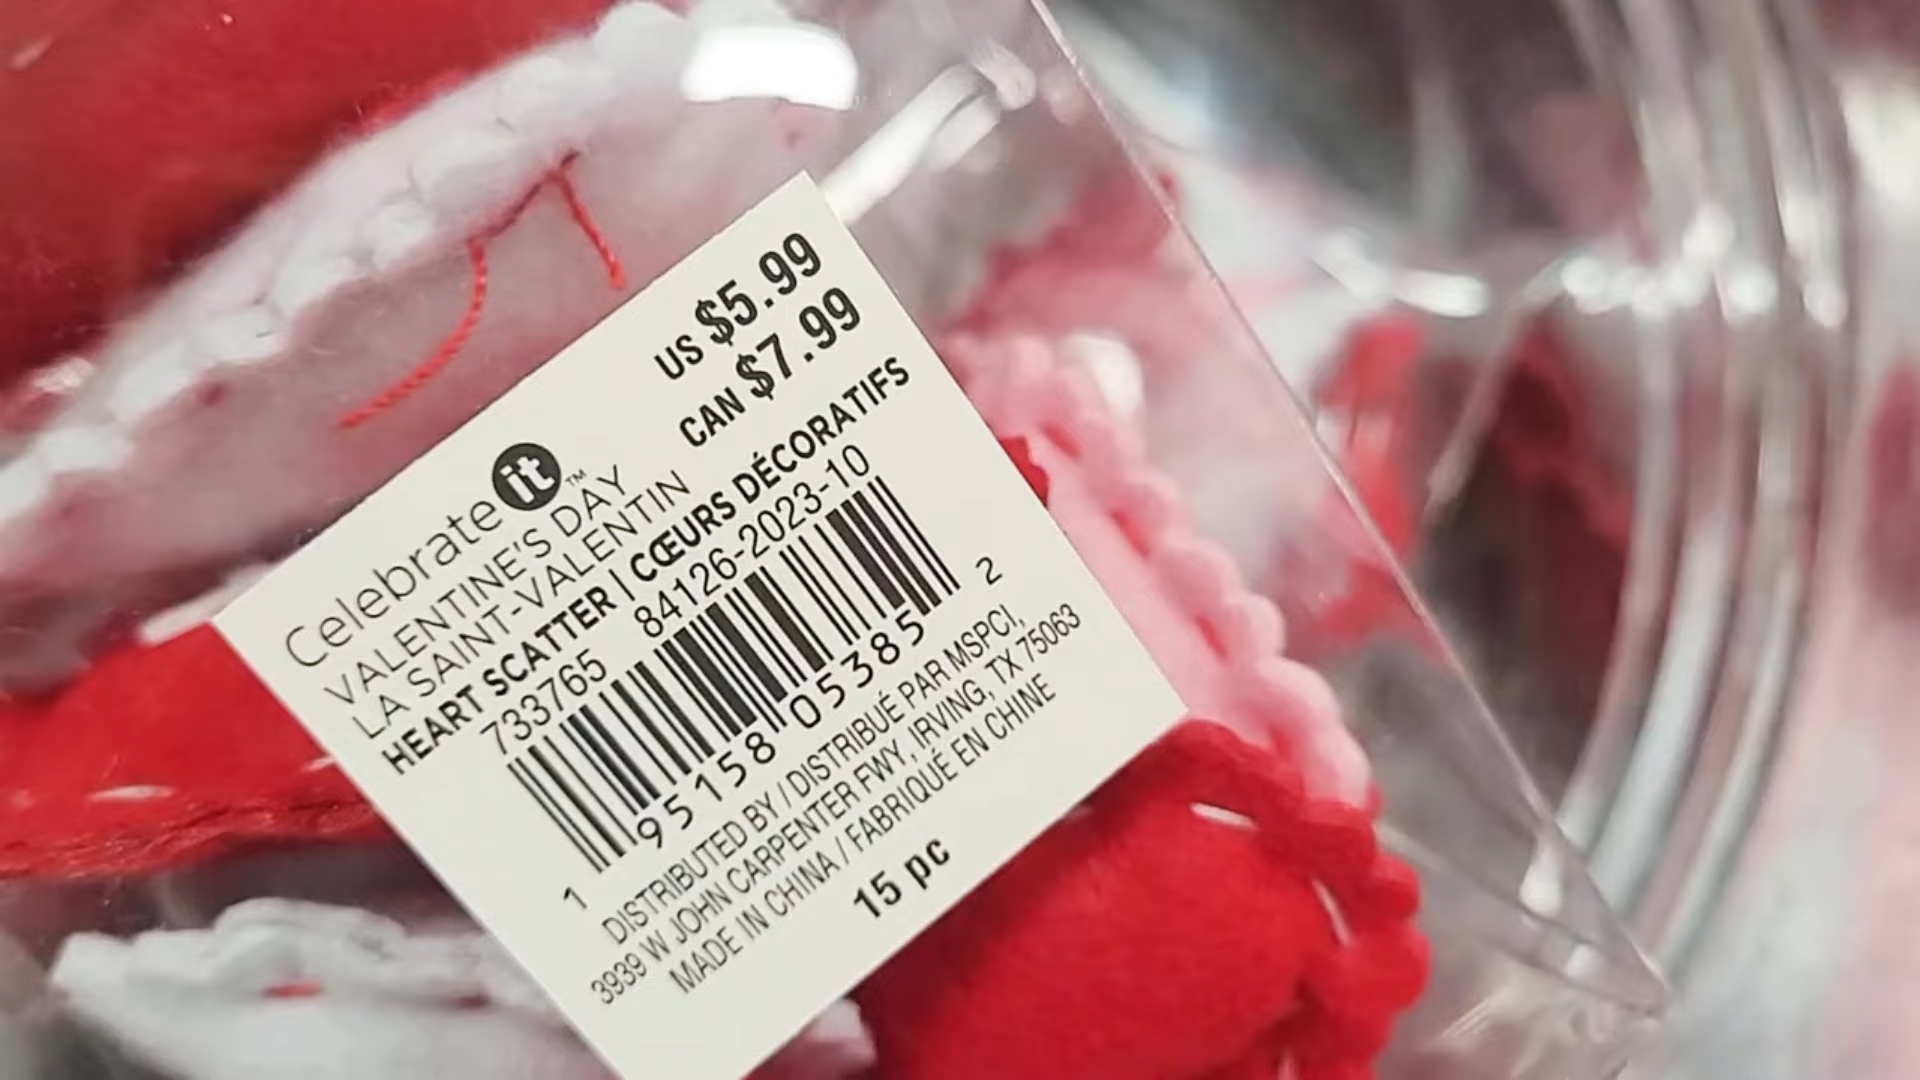 US $5.99
CAN $7.99
Celebrate it™
VALENTINE'S DAY
LA SAINT-VALENTIN
HEART SCATTER | CŒURS DÉCORATIFS
733765 84126-2023-10
1 95158 05385 2
DISTRIBUTED BY / DISTRIBUÉ PAR MSPCI,
3939 W JOHN CARPENTER FWY, IRVING, TX 75063
MADE IN CHINA / FABRIQUÉ EN CHINE
15 pc